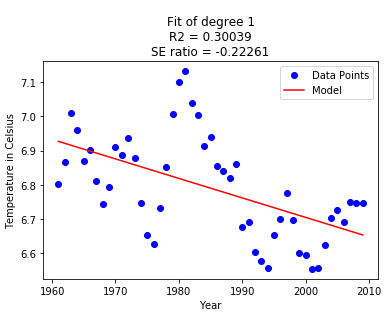 Fit of degree 1
R2 = 0.30039
SE ratio = -0.22261
Data Points
Model
Temperature in Celsius
7.1
7.0
6.9
6.8
6.7
6.6
1960 1970 1980 1990 2000 2010
Year